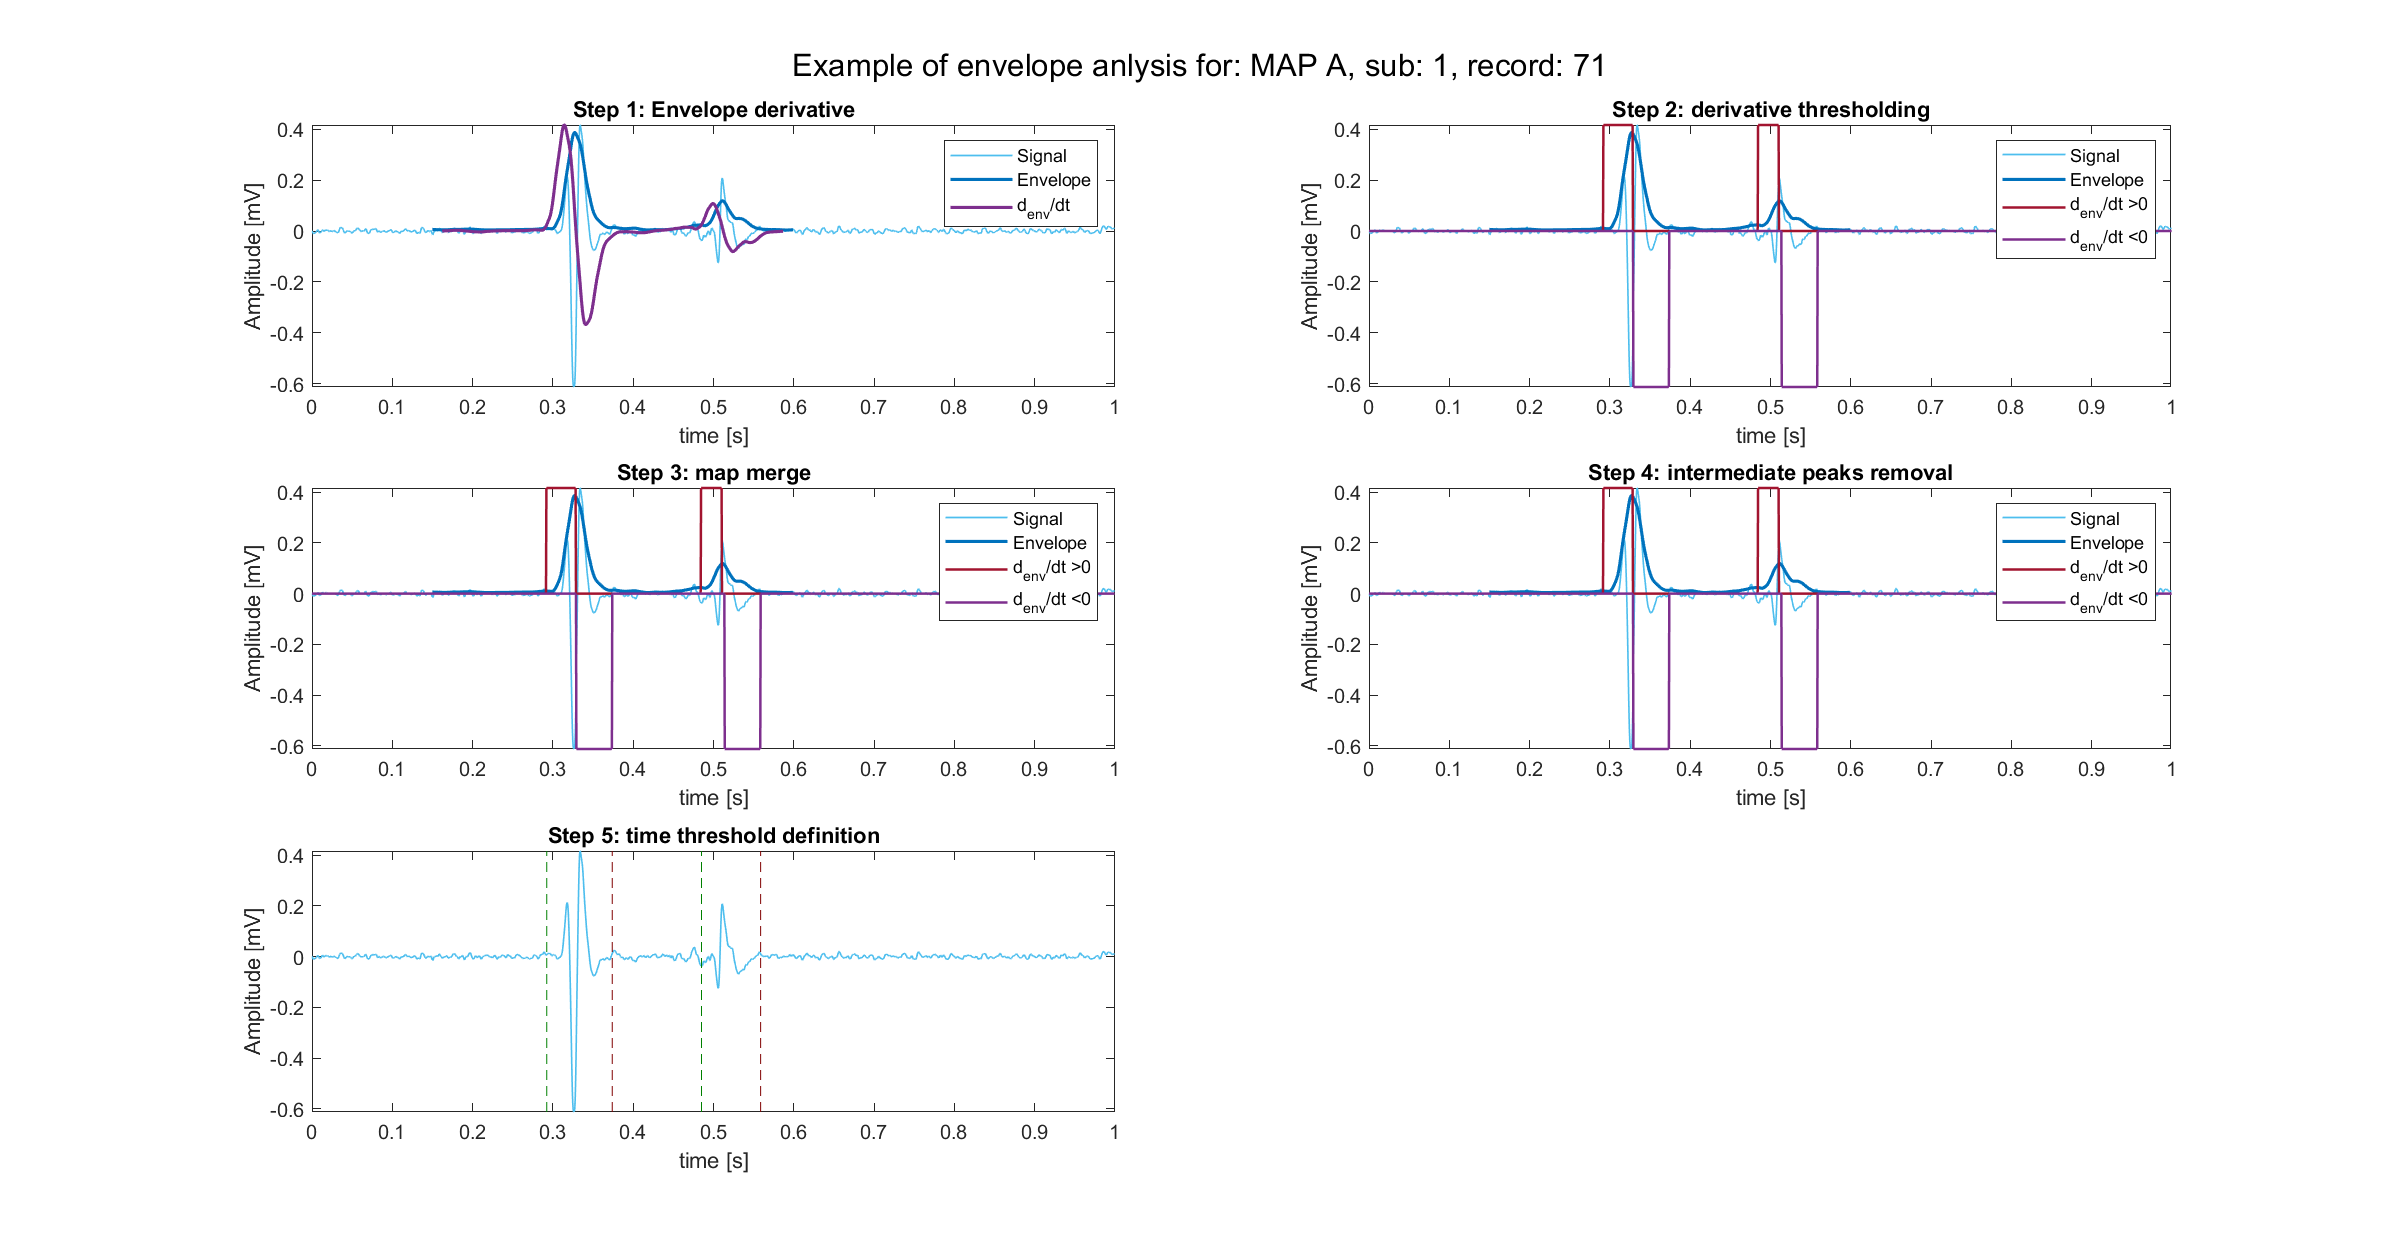 Example of envelope anlysis for: MAP A, sub: 1, record: 71
Step 1: Envelope derivative
0.4
0.2
0
-0.2
-0.4
-0.6
Amplitude [mV]
Signal
Envelope
d_env/dt
0 0.1 0.2 0.3 0.4 0.5 0.6 0.7 0.8 0.9 1
time [s]
Step 2: derivative thresholding
0.4
0.2
0
-0.2
-0.4
-0.6
Amplitude [mV]
Signal
Envelope
d_env/dt >0
d_env/dt <0
0 0.1 0.2 0.3 0.4 0.5 0.6 0.7 0.8 0.9 1
time [s]
Step 3: map merge
0.4
0.2
0
-0.2
-0.4
-0.6
Amplitude [mV]
Signal
Envelope
d_env/dt >0
d_env/dt <0
0 0.1 0.2 0.3 0.4 0.5 0.6 0.7 0.8 0.9 1
time [s]
Step 4: intermediate peaks removal
0.4
0.2
0
-0.2
-0.4
-0.6
Amplitude [mV]
Signal
Envelope
d_env/dt >0
d_env/dt <0
0 0.1 0.2 0.3 0.4 0.5 0.6 0.7 0.8 0.9 1
time [s]
Step 5: time threshold definition
0.4
0.2
0
-0.2
-0.4
-0.6
Amplitude [mV]
0 0.1 0.2 0.3 0.4 0.5 0.6 0.7 0.8 0.9 1
time [s]